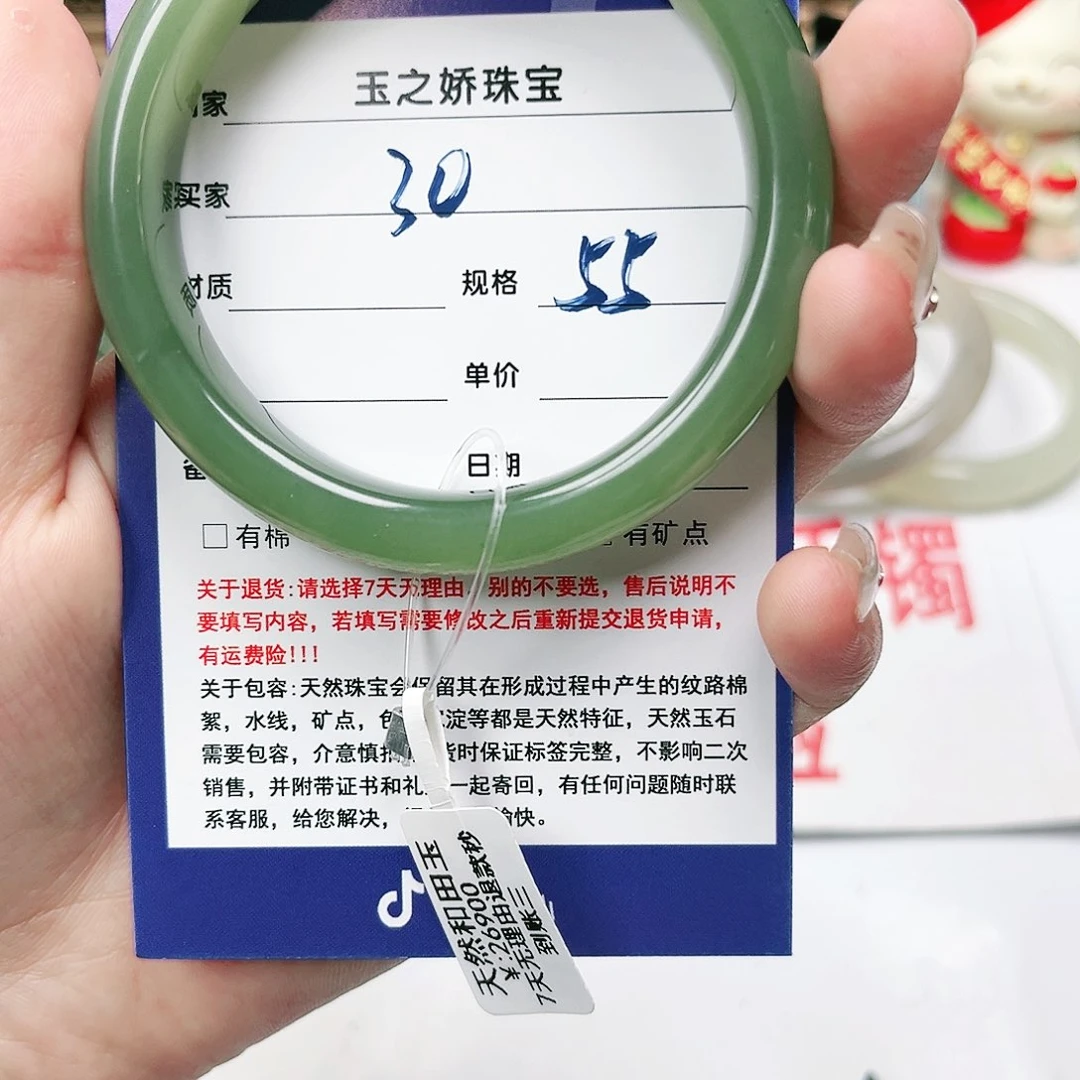 家 玉之娇珠宝
买家 30
材质 规格 55
单价
日期
□有棉 有矿点
关于退货:请选择7天无理由,别的不要选,售后说明不
要填写内容,若填写需要修改之后重新提交退货申请,
有运费险!!!
关于包容:天然珠宝会保留其在形成过程中产生的纹路棉
絮,水线,矿点,色 沉淀等都是天然特征,天然玉石
需要包容,介意慎拍 货时保证标签完整,不影响二次
销售,并附带证书和礼 一起寄回,有任何问题随时联
系客服,给您解决, 愉快。
天然和田玉
¥:26900
7天无理由退款秒
到账三
镯